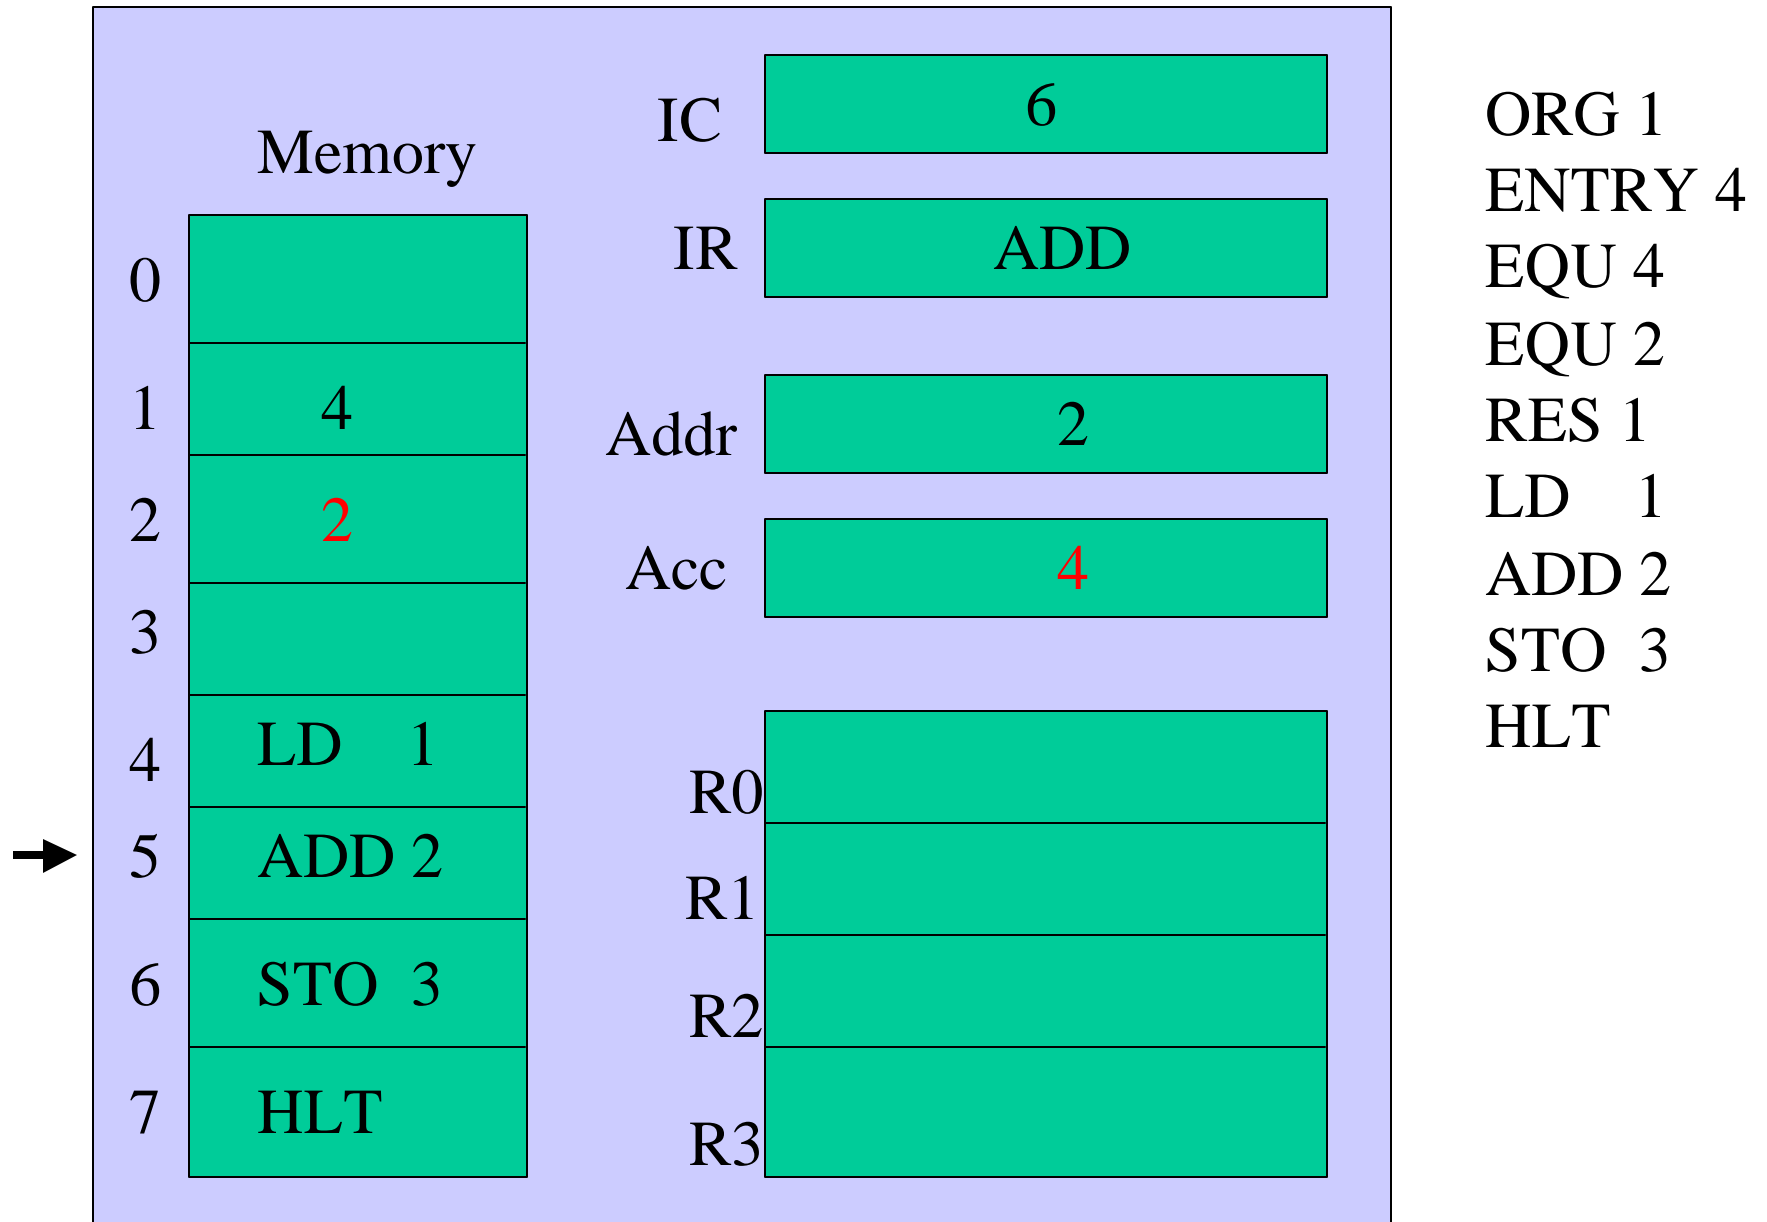 Memory
0
1 4
2 2
3
4 LD 1
5 ADD 2
6 STO 3
7 HLT
IC 6
IR ADD
Addr 2
Acc 4
R0
R1
R2
R3
ORG 1
ENTRY 4
EQU 4
EQU 2
RES 1
LD 1
ADD 2
STO 3
HLT